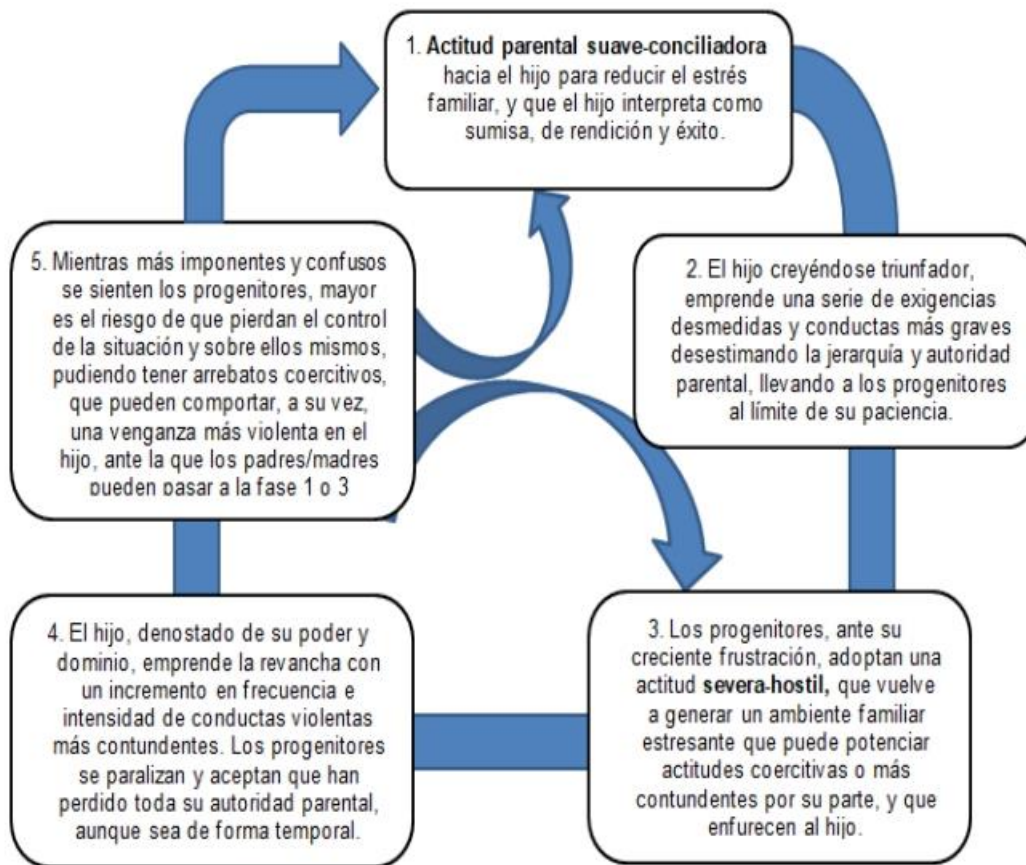 1. Actitud parental suave-conciliadora
hacia el hijo para reducir el estrés
familiar, y que el hijo interpreta como
sumisa, de rendición y éxito.
2. El hijo creyéndose triunfador,
emprende una serie de exigencias
desmedidas y conductas más graves
desestimando la jerarquía y autoridad
parental, llevando a los progenitores
al límite de su paciencia.
3. Los progenitores, ante su
creciente frustración, adoptan una
actitud severa-hostil, que vuelve
a generar un ambiente familiar
estresante que puede potenciar
actitudes coercitivas o más
contundentes por su parte, y que
enfurecen al hijo.
4. El hijo, denostado de su poder y
dominio, emprende la revancha con
un incremento en frecuencia e
intensidad de conductas violentas
más contundentes. Los progenitores
se paralizan y aceptan que han
perdido toda su autoridad parental,
aunque sea de forma temporal.
5. Mientras más imponentes y confusos
se sienten los progenitores, mayor
es el riesgo de que pierdan el control
de la situación y sobre ellos mismos,
pudiendo tener arrebatos coercitivos,
que pueden comportar, a su vez,
una venganza más violenta en el
hijo, ante la que los padres/madres
pueden pasar a la fase 1 o 3